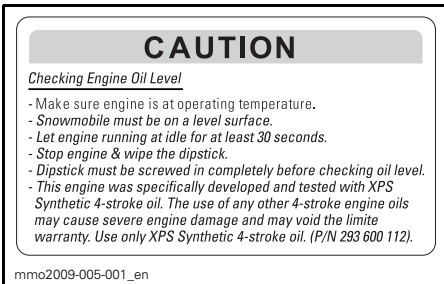 CAUTION
Checking Engine Oil Level
- Make sure engine is at operating temperature.
- Snowmobile must be on a level surface.
- Let engine running at idle for at least 30 seconds.
- Stop engine & wipe the dipstick.
- Dipstick must be screwed in completely before checking oil level.
- This engine was specifically developed and tested with XPS
Synthetic 4-stroke oil. The use of any other 4-stroke engine oils
may cause severe engine damage and may void the limite
warranty. Use only XPS Synthetic 4-stroke oil. (P/N 293 600 112).
mmo2009-005-001_en